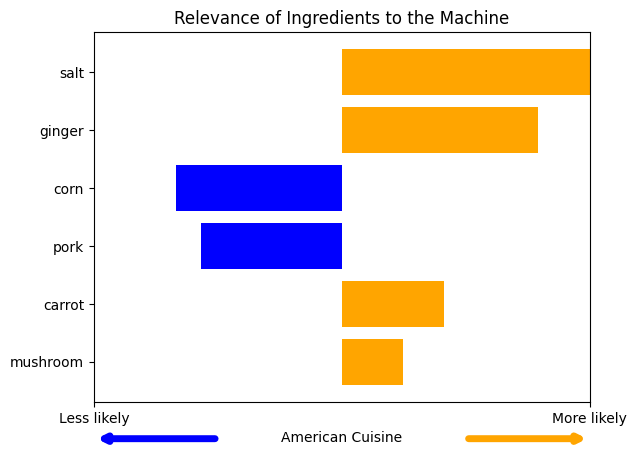 Relevance of Ingredients to the Machine
salt
ginger
corn
pork
carrot
mushroom
Less likely
More likely
American Cuisine